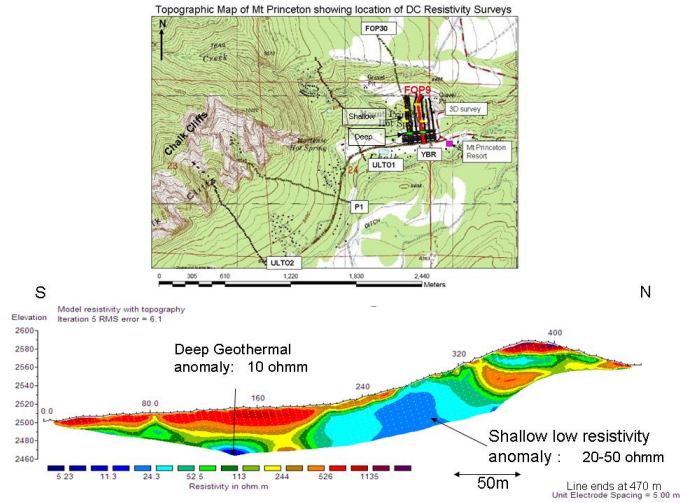 Topographic Map of Mt Princeton showing location of DC Resistivity Surveys
N
FOP30
FOP9
Shallow
3D survey
Deep
Chalk Cliffs
Hortense
Hot Spring
Mt Princeton
Resort
YBR
24
ULTO1
P1
DITCH
ULTO2
0 305 610 1,220 1,830 2,440
Meters
S
N
Model resistivity with topography
Iteration 5 RMS error = 6.1
Elevation
2600
2580
2560
2540
2520
2500
2480
2460
0.0
80.0
160
240
320
400
Deep Geothermal
anomaly: 10 ohmm
Shallow low resistivity
anomaly : 20-50 ohmm
5.23 11.3 24.3 52.5 113 244 526 1135
Resistivity in ohm.m
50m
Line ends at 470 m
Unit Electrode Spacing = 5.00 m